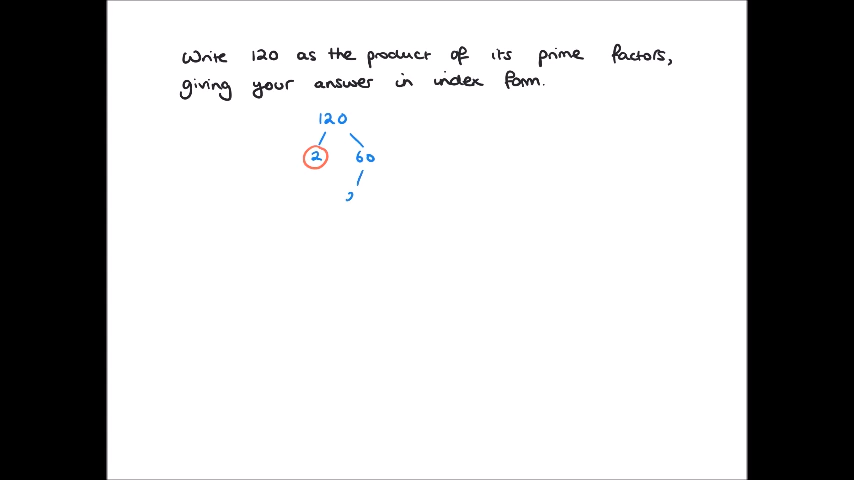 Write 120 as the product of its prime factors,
giving your answer in index form.
120
2 60